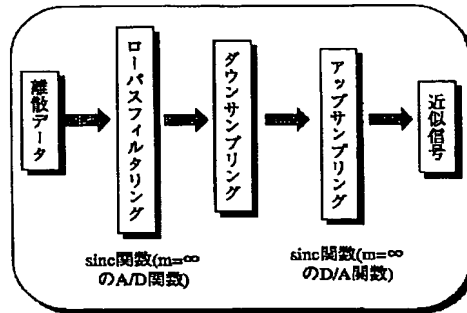 離散データ
ローパスフィルタリング
ダウンサンプリング
アップサンプリング
近似信号
sinc関数(m=∞
のA/D関数)
sinc関数(m=∞
のD/A関数)